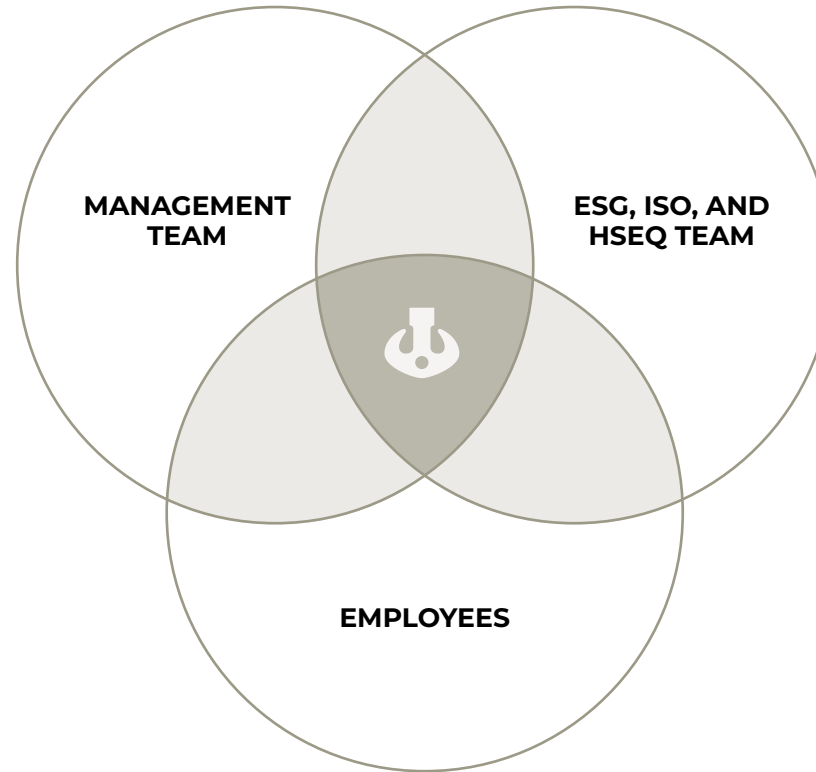 MANAGEMENT
TEAM
ESG, ISO, AND
HSEQ TEAM
EMPLOYEES